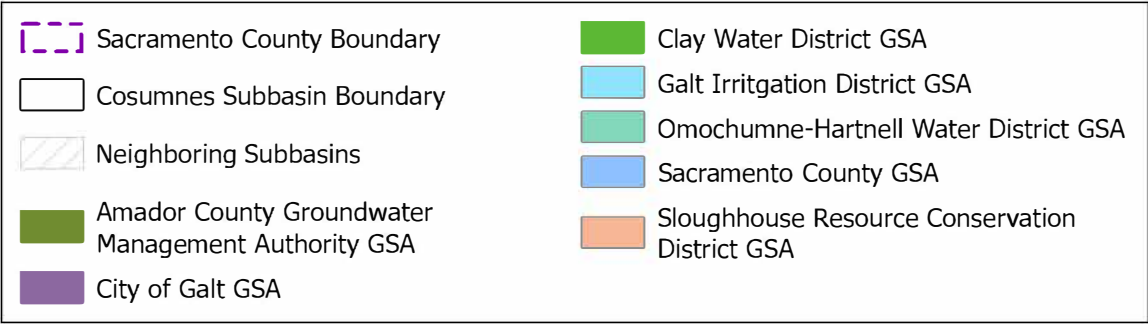 Sacramento County Boundary
Cosumnes Subbasin Boundary
Neighboring Subbasins
Amador County Groundwater
Management Authority GSA
City of Galt GSA
Clay Water District GSA
Galt Irritgation District GSA
Omochumne-Hartnell Water District GSA
Sacramento County GSA
Sloughhouse Resource Conservation
District GSA